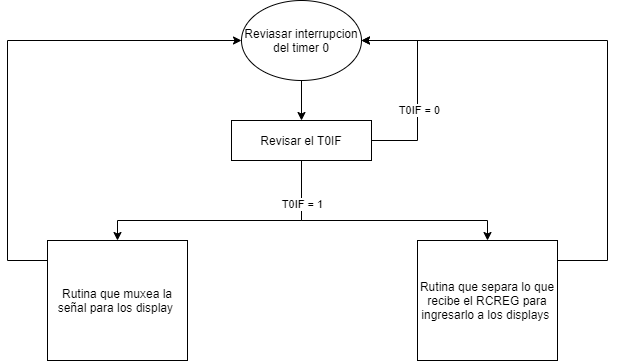 Reviasar interrupcion
del timer 0
T0IF = 0
Revisar el T0IF
T0IF = 1
Rutina que muxea la
señal para los display
Rutina que separa lo que
recibe el RCREG para
ingresarlo a los displays